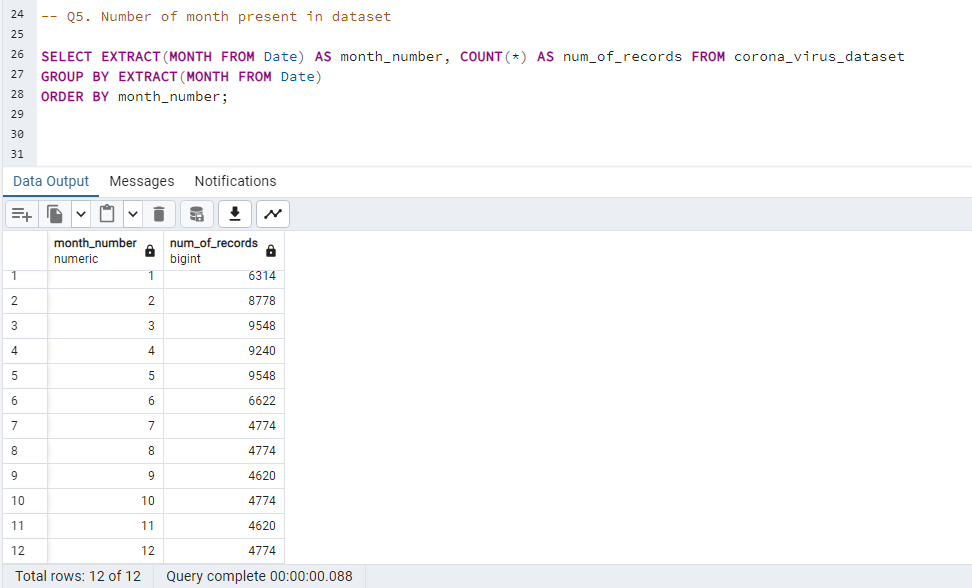 24 -- Q5. Number of month present in dataset
25
26 SELECT EXTRACT(MONTH FROM Date) AS month_number, COUNT(*) AS num_of_records FROM corona_virus_dataset
27 GROUP BY EXTRACT(MONTH FROM Date)
28 ORDER BY month_number;
29
30
31
Data Output Messages Notifications
month_number num_of_records
numeric bigint
1 1 6314
2 2 8778
3 3 9548
4 4 9240
5 5 9548
6 6 6622
7 7 4774
8 8 4774
9 9 4620
10 10 4774
11 11 4620
12 12 4774
Total rows: 12 of 12 Query complete 00:00:00.088